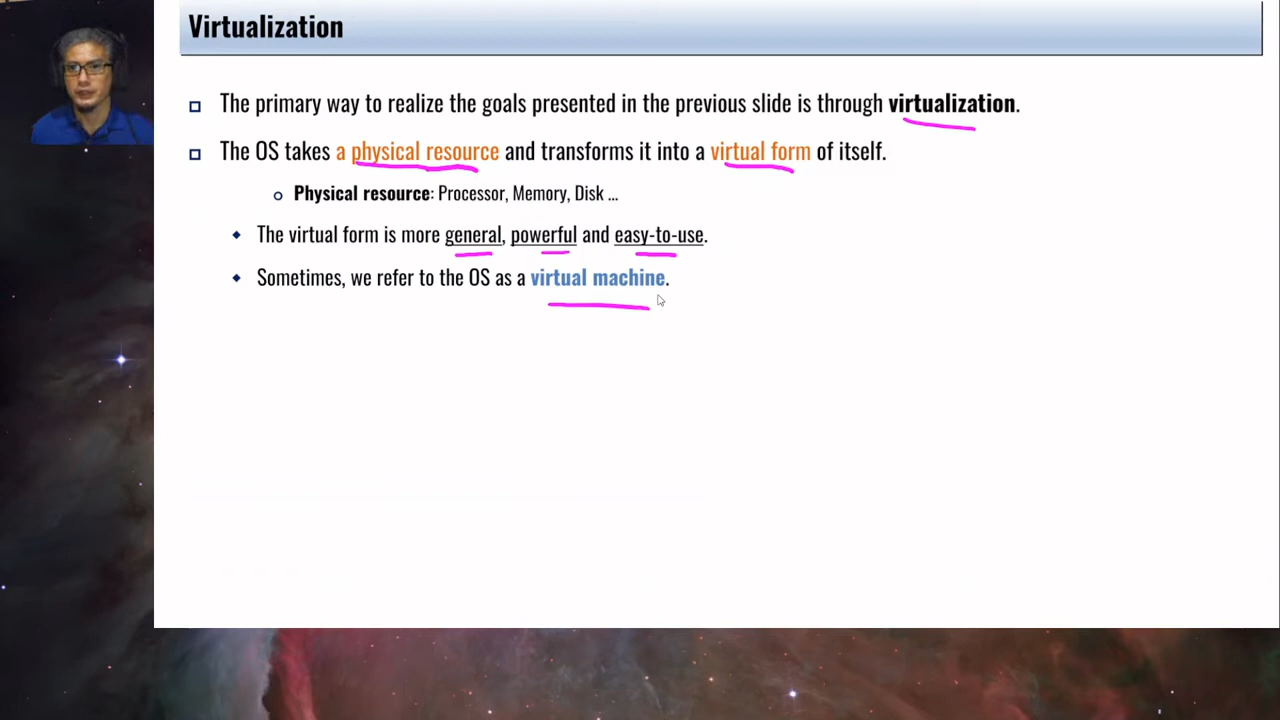 Virtualization
The primary way to realize the goals presented in the previous slide is through virtualization.
The OS takes a physical resource and transforms it into a virtual form of itself.
Physical resource: Processor, Memory, Disk ...
The virtual form is more general, powerful and easy-to-use.
Sometimes, we refer to the OS as a virtual machine.